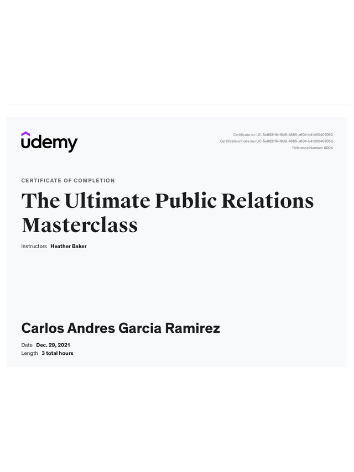 udemy
CERTIFICATE OF COMPLETION
The Ultimate Public Relations
Masterclass
Instructors Heather Baker
Carlos Andres Garcia Ramirez
Date Dec. 29, 2021
Length 3 total hours